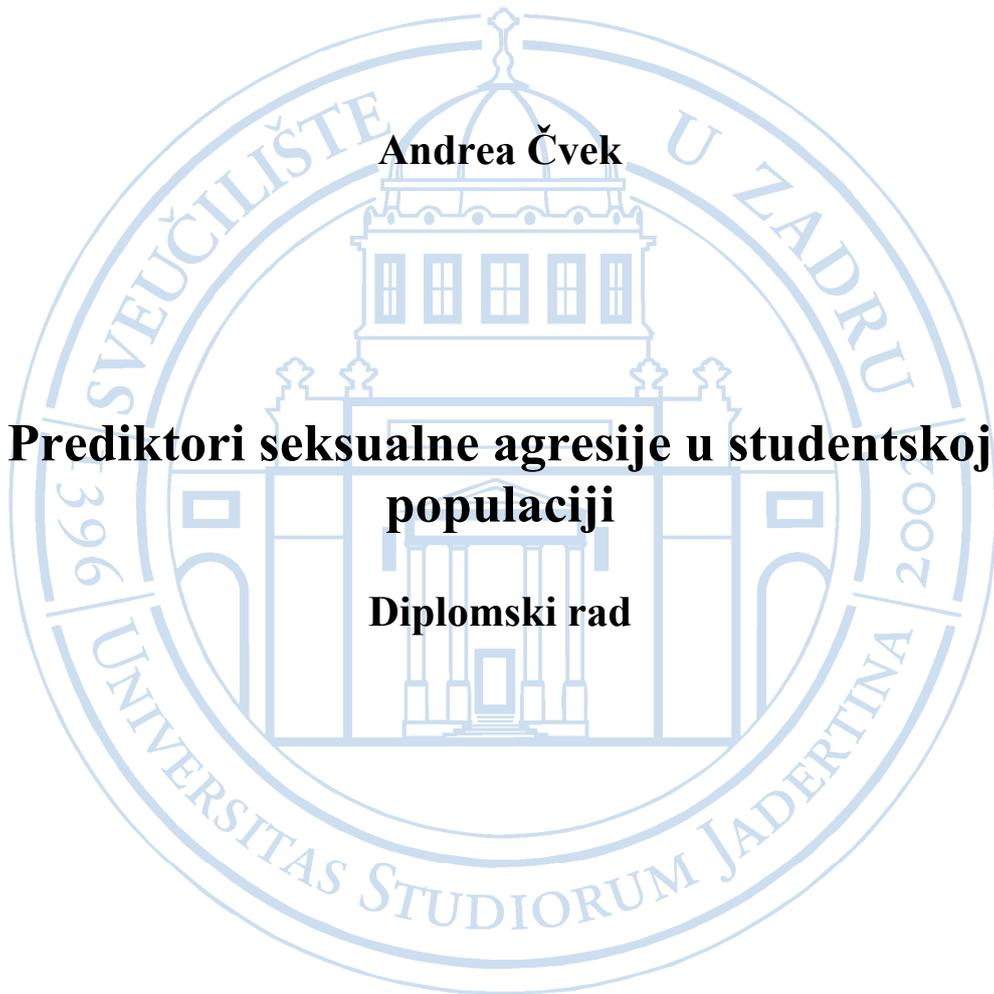 Andrea Čvek
Prediktori seksualne agresije u studentskoj
populaciji
Diplomski rad
SVEUČILIŠTE U ZADRU
1396
2002
UNIVERSITAS STUDIORUM JADERTINA